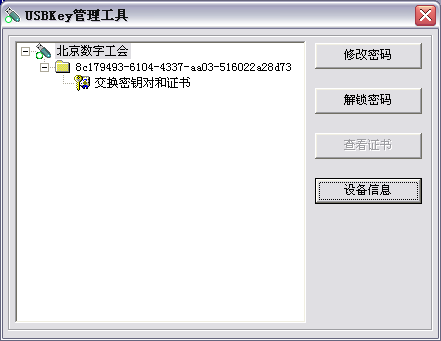 USBKey管理工具
北京数字工会
8c179493-6104-4337-aa03-516022a28d73
交换密钥对和证书
修改密码
解锁密码
查看证书
设备信息